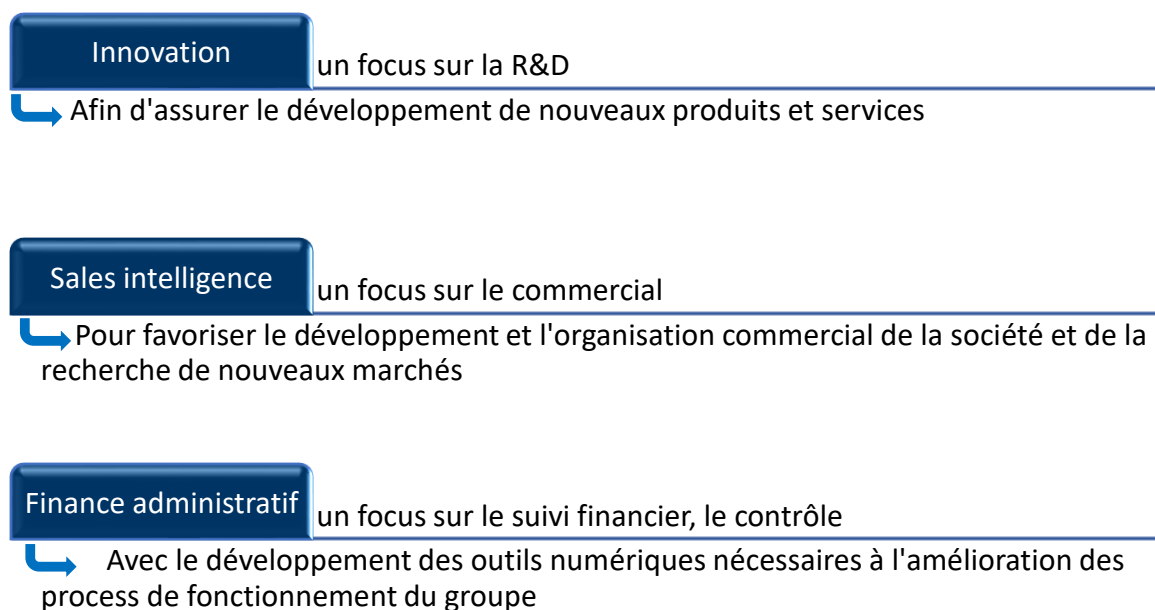 Innovation
un focus sur la R&D
Afin d'assurer le développement de nouveaux produits et services
Sales intelligence
un focus sur le commercial
Pour favoriser le développement et l'organisation commercial de la société et de la
recherche de nouveaux marchés
Finance administratif
un focus sur le suivi financier, le contrôle
Avec le développement des outils numériques nécessaires à l'amélioration des
process de fonctionnement du groupe